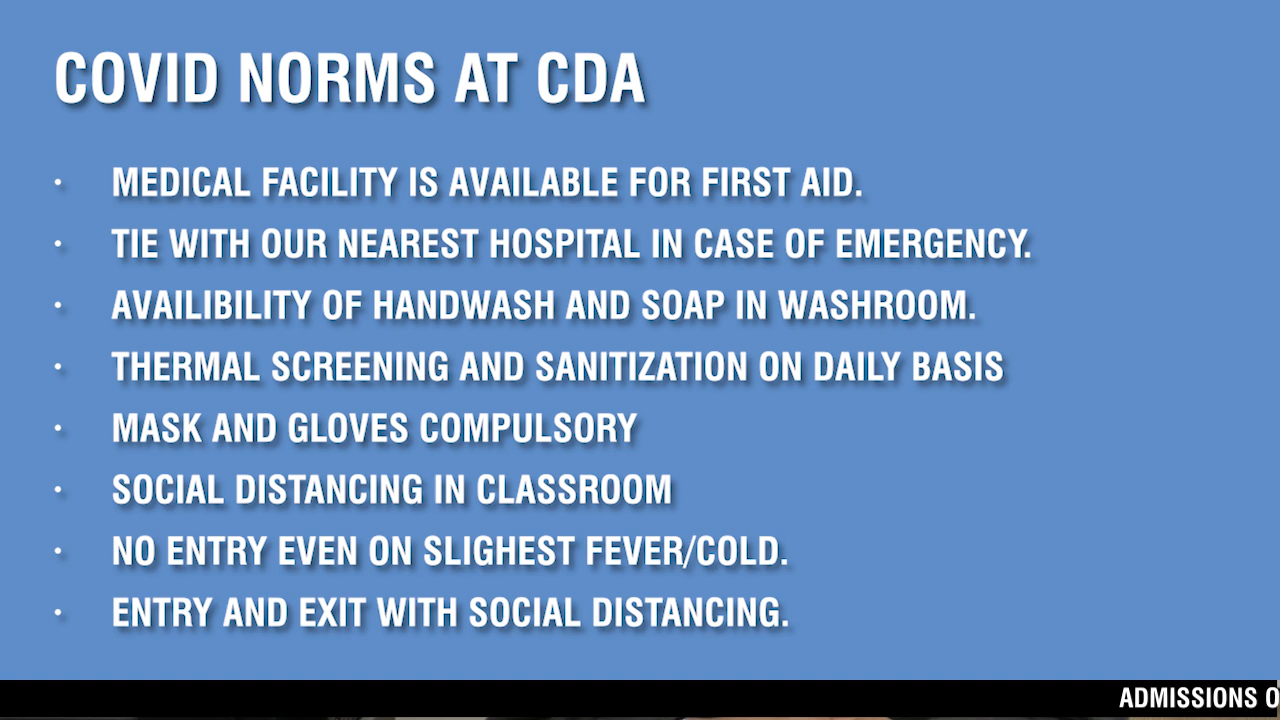 COVID NORMS AT CDA
· MEDICAL FACILITY IS AVAILABLE FOR FIRST AID.
· TIE WITH OUR NEAREST HOSPITAL IN CASE OF EMERGENCY.
· AVAILIBILITY OF HANDWASH AND SOAP IN WASHROOM.
· THERMAL SCREENING AND SANITIZATION ON DAILY BASIS
· MASK AND GLOVES COMPULSORY
· SOCIAL DISTANCING IN CLASSROOM
· NO ENTRY EVEN ON SLIGHEST FEVER/COLD.
· ENTRY AND EXIT WITH SOCIAL DISTANCING.
ADMISSIONS